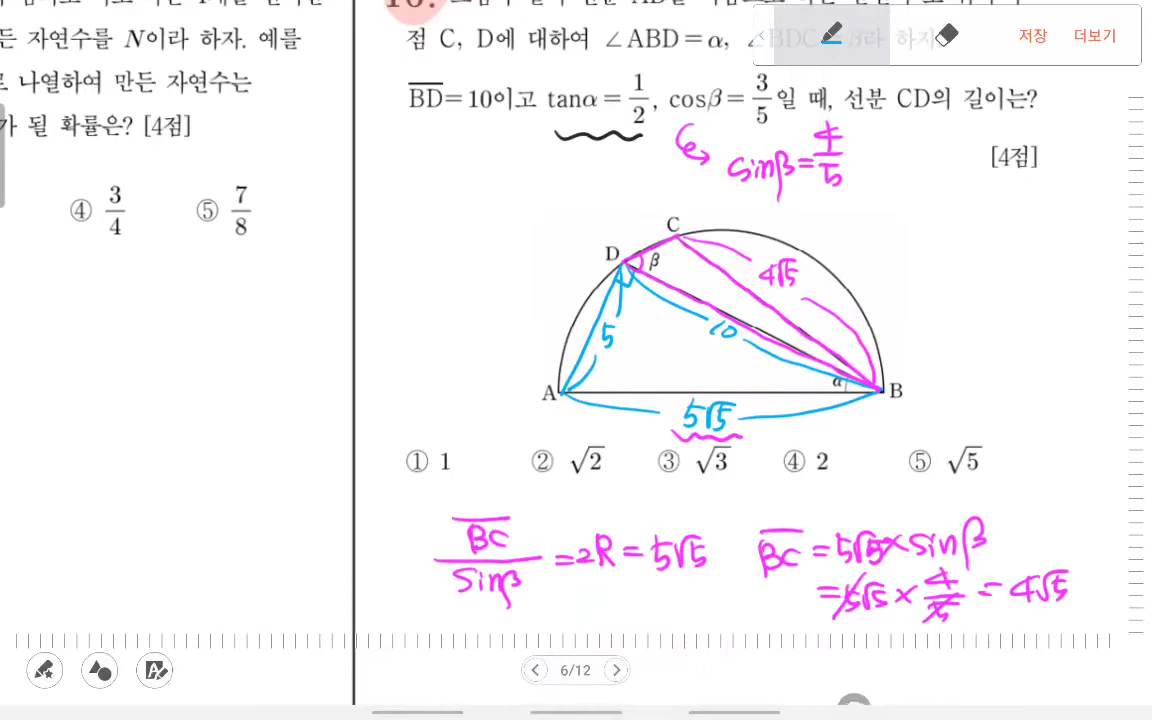 든 자연수를 N이라 하자. 예를
나열하여 만든 자연수는
가 될 확률은? [4점]
④ 3/4 ⑤ 7/8
점 C, D에 대하여 ∠ABD=α, ∠BDC=β라 하자
저장 더보기
BD=10이고 tanα=1/2, cosβ=3/5일 때, 선분 CD의 길이는?
[4점]
sinβ=4/5
C
D
β
4√5
5
10
α
A
B
5√5
① 1 ② √2 ③ √3 ④ 2 ⑤ √5
BC/sinβ=2R=5√5
BC=5√5×sinβ
=5√5×4/5=4√5
6/12